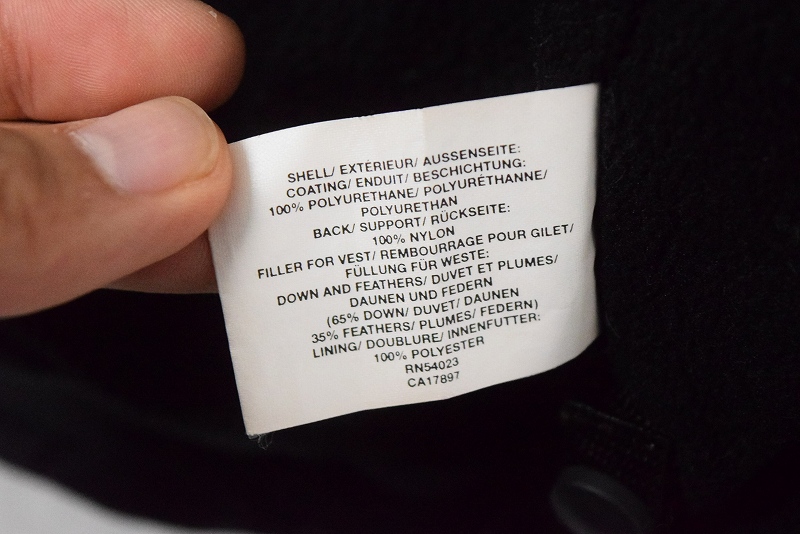 SHELL/ EXTÉRIEUR/ AUSSENSEITE:
COATING/ ENDUIT/ BESCHICHTUNG:
100% POLYURETHANE/ POLYURÉTHANNE/
POLYURETHAN
BACK/ SUPPORT/ RÜCKSEITE:
100% NYLON
FILLER FOR VEST/ REMBOURRAGE POUR GILET/
FÜLLUNG FÜR WESTE:
DOWN AND FEATHERS/ DUVET ET PLUMES/
DAUNEN UND FEDERN
(65% DOWN/ DUVET/ DAUNEN
35% FEATHERS/ PLUMES/ FEDERN)
LINING/ DOUBLURE/ INNENFUTTER:
100% POLYESTER
RN54023
CA17897